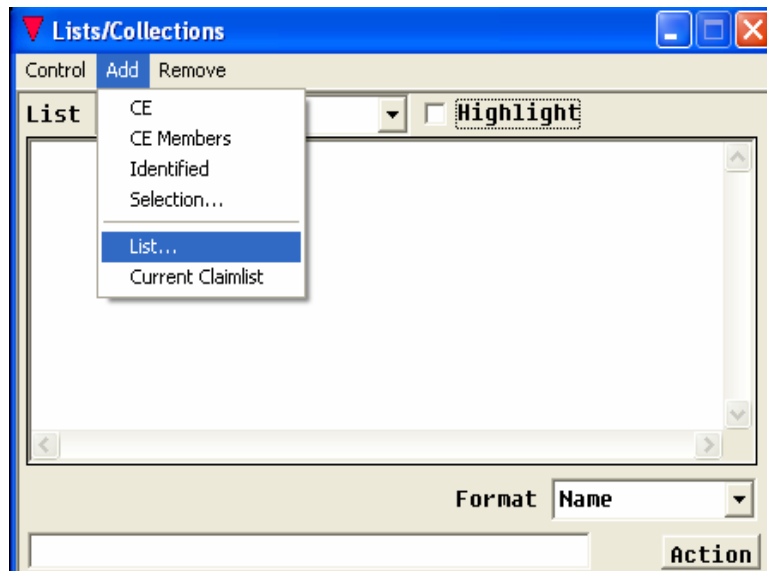 Lists/Collections
Control Add Remove
List Highlight
CE
CE Members
Identified
Selection...
List...
Current Claimlist
Format Name
Action